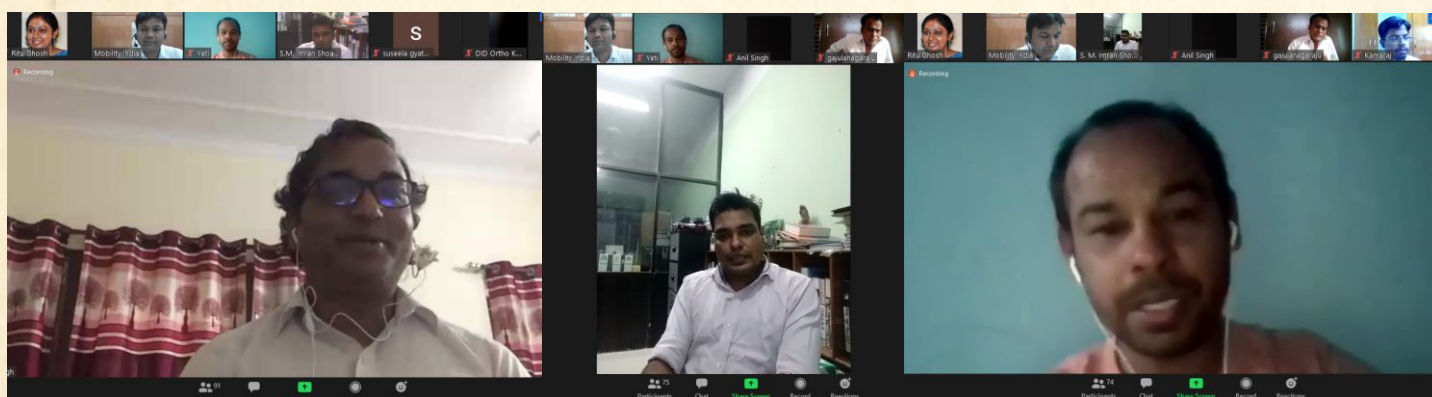 Ritu Ghosh
Mobility India
Yeti
S.M. Imran Shoa...
suseela gyat...
DID Ortho K...
S
Recording
91
Mobility India
Yeti
Anil Singh
75
Participants
Chat
Share Screen
Record
Reactions
Ritu Ghosh
Mobility India
S. M. Imran Sho...
Anil Singh
gajulanagaraju
Kamaraj
Recording
74
Participants
Chat
Share Screen
Record
Reactions